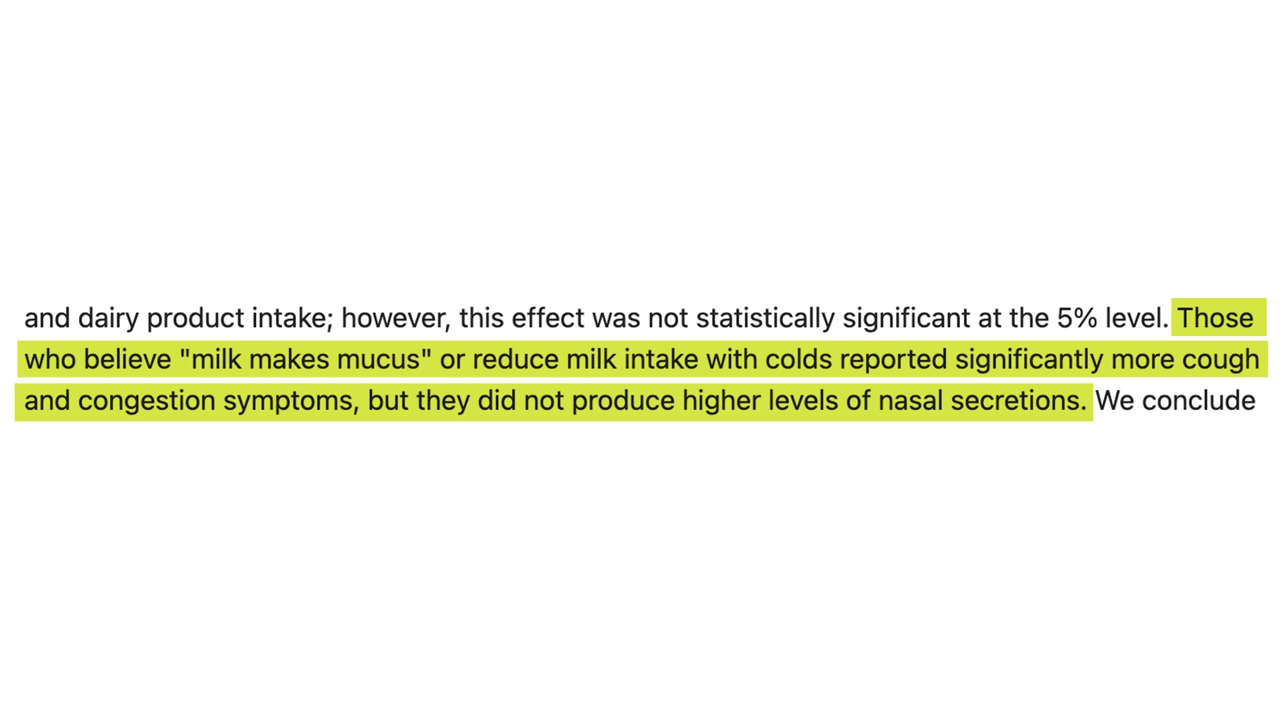 and dairy product intake; however, this effect was not statistically significant at the 5% level. Those
who believe "milk makes mucus" or reduce milk intake with colds reported significantly more cough
and congestion symptoms, but they did not produce higher levels of nasal secretions. We conclude